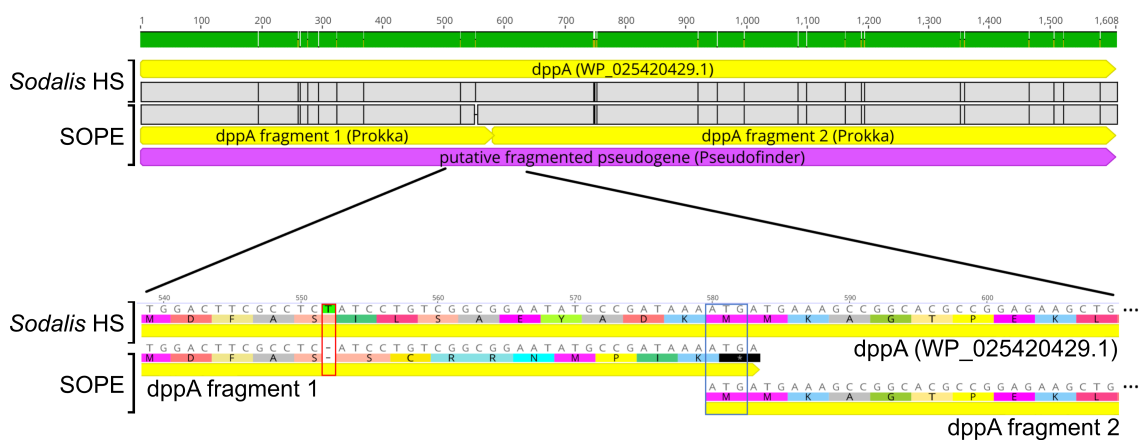 1 100 200 300 400 500 600 700 800 900 1,000 1,100 1,200 1,300 1,400 1,500 1,608
dppA (WP_025420429.1)
Sodalis HS
SOPE
dppA fragment 1 (Prokka) dppA fragment 2 (Prokka)
putative fragmented pseudogene (Pseudofinder)
540 550 560 570 580 590 600
Sodalis HS
T G G A C T T C G C C T C T A T C C T G T C G G C G G A A T A T G C C G A T A A A A T G A T G A A A G C C G G C A C G C C G G A G A A G C T G ...
M D F A S I L S A E Y A D K M M K A G T P E K L
dppA (WP_025420429.1)
SOPE
T G G A C T T C G C C T C - A T C C T G T C G G C G G A A T A T G C C G A T A A A A T G A
M D F A S - S C R R N M P I K *
dppA fragment 1
A T G A T G A A A G C C G G C A C G C C G G A G A A G C T G ...
M M K A G T P E K L
dppA fragment 2